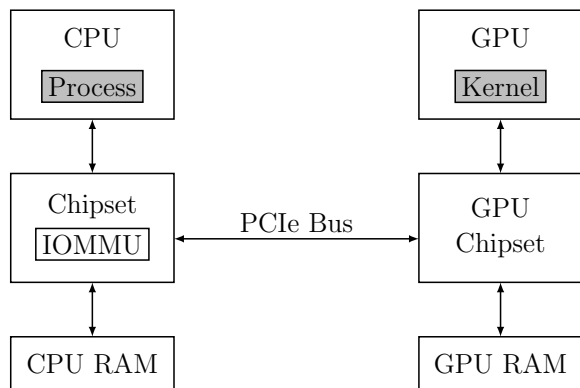 CPU
Process
GPU
Kernel
Chipset
IOMMU
PCIe Bus
GPU
Chipset
CPU RAM
GPU RAM